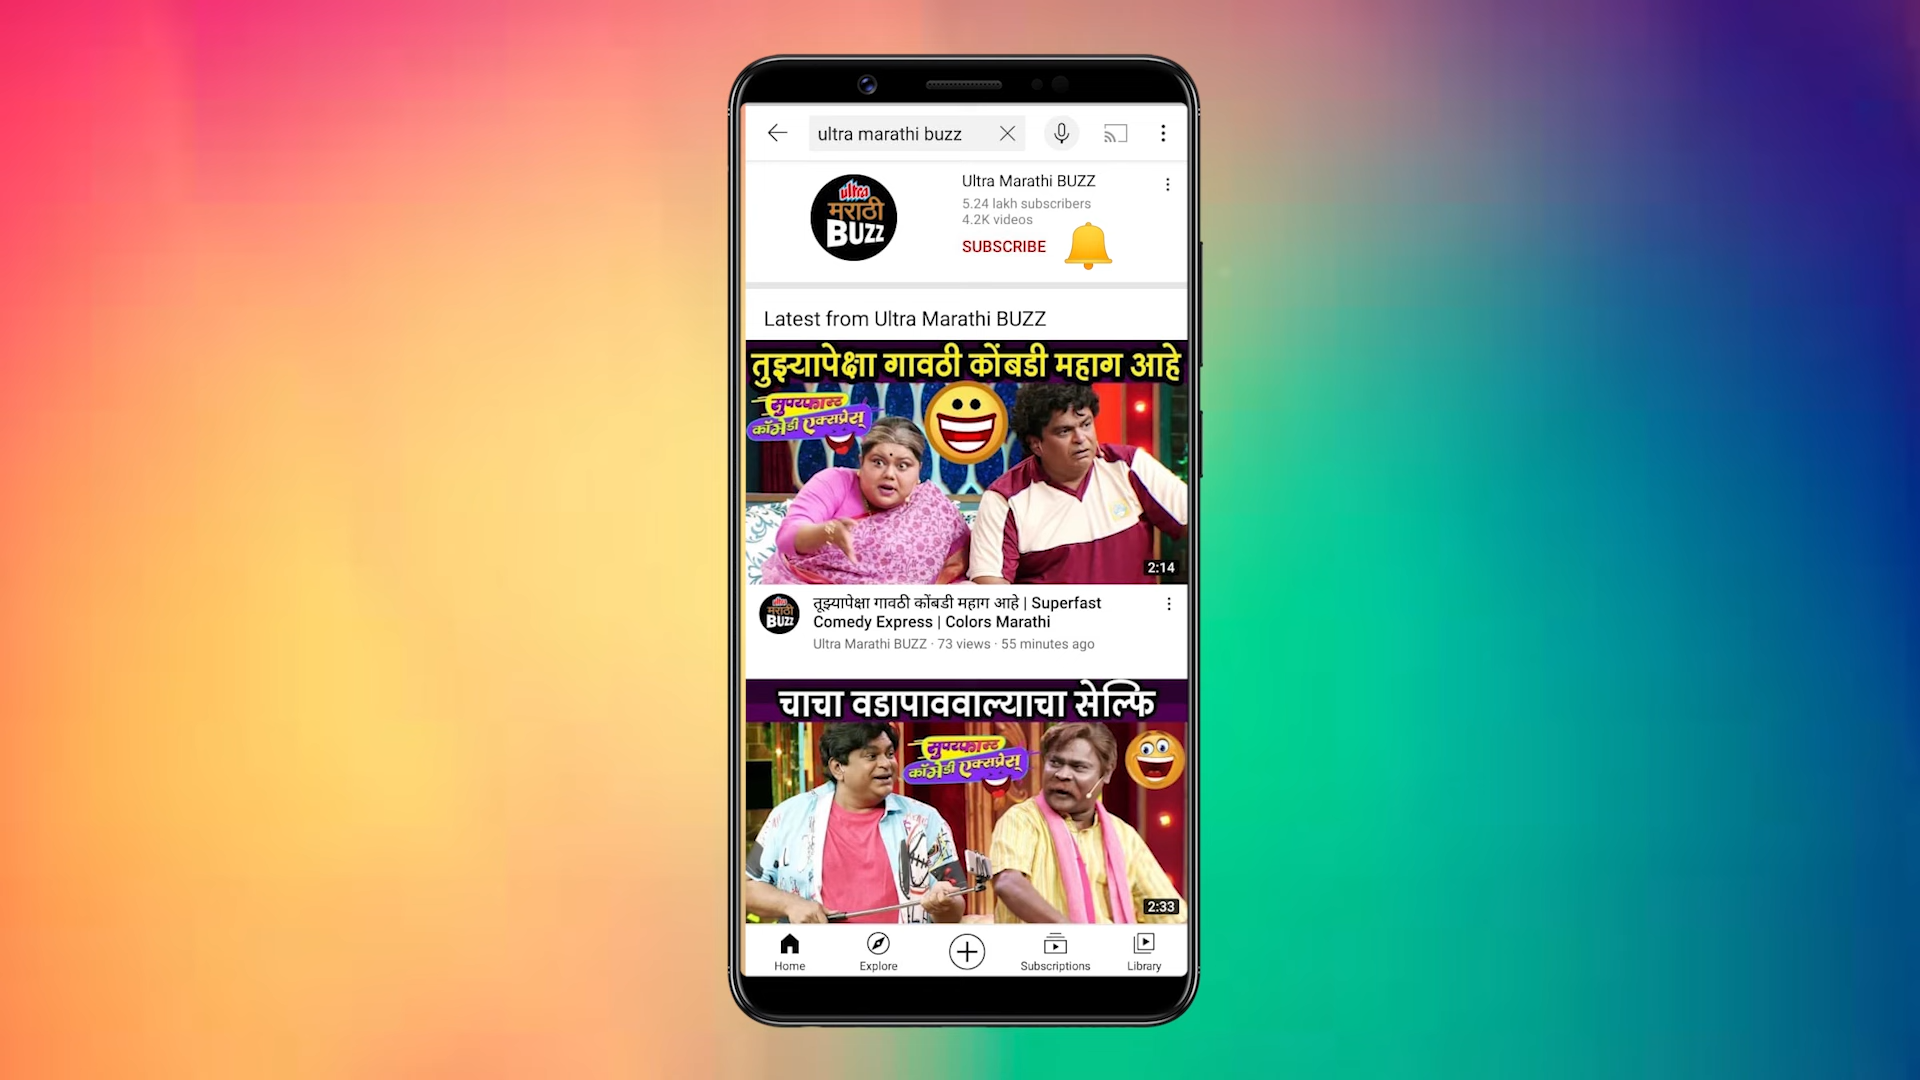 ultra marathi buzz
ultra
मराठी
BUZZ
Ultra Marathi BUZZ
5.24 lakh subscribers
4.2K videos
SUBSCRIBE
Latest from Ultra Marathi BUZZ
तुझ्यापेक्षा गावठी कोंबडी महाग आहे
सुपरफास्ट
कॉमेडी एक्सप्रेस्
2:14
ultra
मराठी
BUZZ
तूझ्यापेक्षा गावठी कोंबडी महाग आहे | Superfast
Comedy Express | Colors Marathi
Ultra Marathi BUZZ · 73 views · 55 minutes ago
चाचा वडापाववाल्याचा सेल्फि
सुपरफास्ट
कॉमेडी एक्सप्रेस्
2:33
Home
Explore
Subscriptions
Library